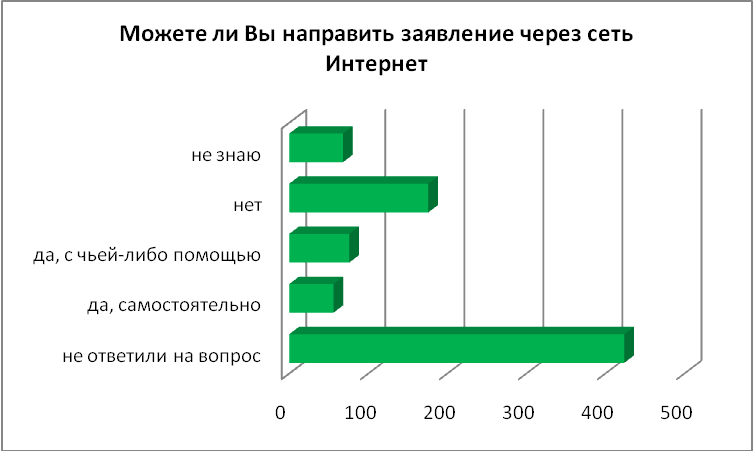 Можете ли Вы направить заявление через сеть
Интернет
не знаю
нет
да, с чьей-либо помощью
да, самостоятельно
не ответили на вопрос
0 100 200 300 400 500